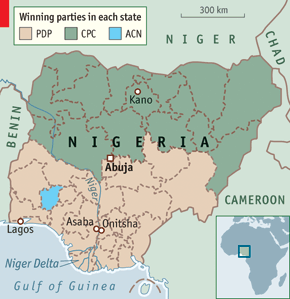 Winning parties in each state
PDP CPC ACN
300 km
NIGER
CHAD
BENIN
Kano
NIGERIA
Abuja
Niger
CAMEROON
Asaba
Onitsha
Lagos
Niger Delta
Gulf of Guinea